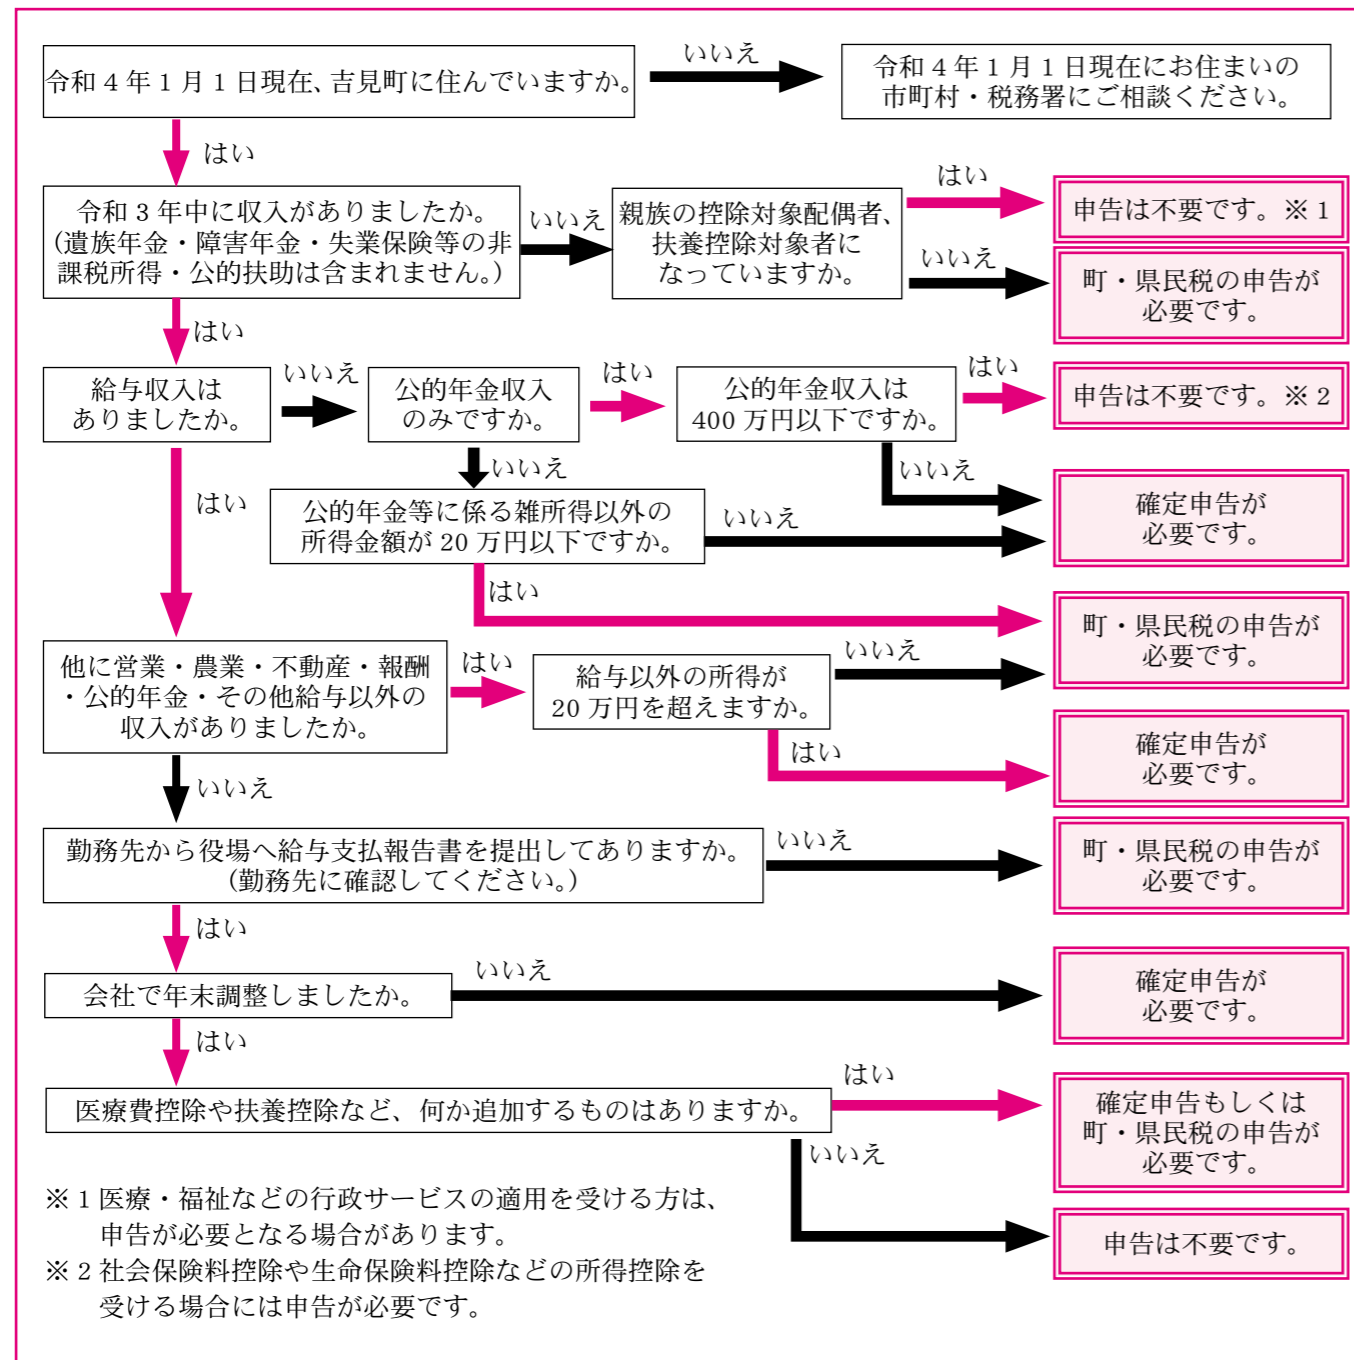 令和４年１月１日現在、吉見町に住んでいますか。
いいえ
令和４年１月１日現在にお住まいの
市町村・税務署にご相談ください。
はい
令和３年中に収入がありましたか。
(遺族年金・障害年金・失業保険等の非
課税所得・公的扶助は含まれません。)
いいえ
親族の控除対象配偶者、
扶養控除対象者に
なっていますか。
はい
申告は不要です。※１
いいえ
町・県民税の申告が
必要です。
はい
給与収入は
ありましたか。
いいえ
公的年金収入
のみですか。
はい
公的年金収入は
400万円以下ですか。
はい
申告は不要です。※２
いいえ
確定申告が
必要です。
いいえ
公的年金等に係る雑所得以外の
所得金額が20万円以下ですか。
いいえ
はい
町・県民税の申告が
必要です。
はい
他に営業・農業・不動産・報酬
・公的年金・その他給与以外の
収入がありましたか。
はい
給与以外の所得が
20万円を超えますか。
いいえ
はい
確定申告が
必要です。
いいえ
勤務先から役場へ給与支払報告書を提出してありますか。
(勤務先に確認してください。)
いいえ
町・県民税の申告が
必要です。
はい
会社で年末調整しましたか。
いいえ
確定申告が
必要です。
はい
医療費控除や扶養控除など、何か追加するものはありますか。
はい
確定申告もしくは
町・県民税の申告が
必要です。
いいえ
申告は不要です。
※１医療・福祉などの行政サービスの適用を受ける方は、
申告が必要となる場合があります。
※２社会保険料控除や生命保険料控除などの所得控除を
受ける場合には申告が必要です。